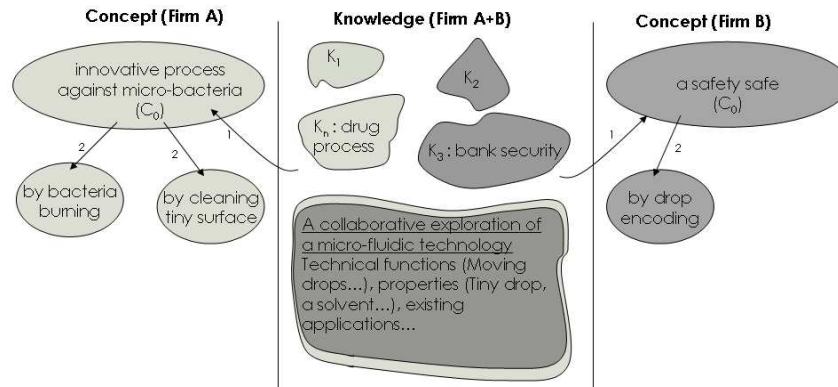 Concept (Firm A)
innovative process
against micro-bacteria
(C0)
1
2
2
by bacteria
burning
by cleaning
tiny surface
Knowledge (Firm A+B)
K1
K2
Kn : drug
process
K3 : bank security
A collaborative exploration of
a micro-fluidic technology
Technical functions (Moving
drops...), properties (Tiny drop,
a solvent...), existing
applications...
Concept (Firm B)
a safety safe
(C0)
1
2
by drop
encoding